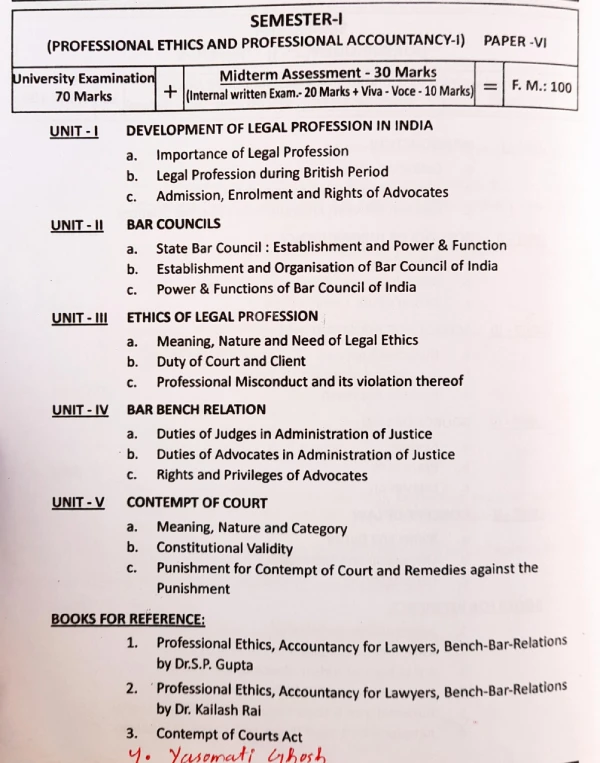 SEMESTER-I
(PROFESSIONAL ETHICS AND PROFESSIONAL ACCOUNTANCY-I) PAPER -VI
University Examination
70 Marks
+
Midterm Assessment - 30 Marks
(Internal written Exam.- 20 Marks + Viva - Voce - 10 Marks)
=
F. M.: 100
UNIT - I DEVELOPMENT OF LEGAL PROFESSION IN INDIA
a. Importance of Legal Profession
b. Legal Profession during British Period
c. Admission, Enrolment and Rights of Advocates
UNIT - II BAR COUNCILS
a. State Bar Council : Establishment and Power & Function
b. Establishment and Organisation of Bar Council of India
c. Power & Functions of Bar Council of India
UNIT - III ETHICS OF LEGAL PROFESSION
a. Meaning, Nature and Need of Legal Ethics
b. Duty of Court and Client
c. Professional Misconduct and its violation thereof
UNIT - IV BAR BENCH RELATION
a. Duties of Judges in Administration of Justice
b. Duties of Advocates in Administration of Justice
c. Rights and Privileges of Advocates
UNIT - V CONTEMPT OF COURT
a. Meaning, Nature and Category
b. Constitutional Validity
c. Punishment for Contempt of Court and Remedies against the
Punishment
BOOKS FOR REFERENCE:
1. Professional Ethics, Accountancy for Lawyers, Bench-Bar-Relations
by Dr.S.P. Gupta
2. Professional Ethics, Accountancy for Lawyers, Bench-Bar-Relations
by Dr. Kailash Rai
3. Contempt of Courts Act
4. Yasomati Ghosh